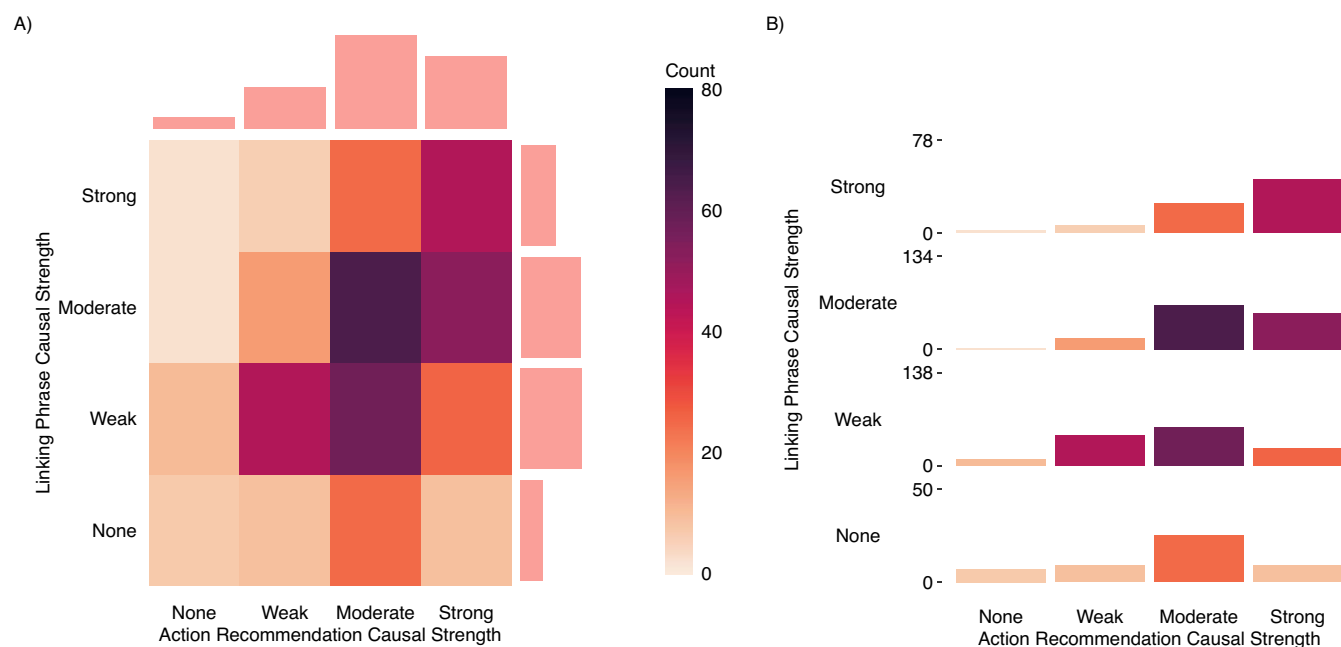 A)
Count
80
60
40
20
0
Linking Phrase Causal Strength
Strong
Moderate
Weak
None
None Weak Moderate Strong
Action Recommendation Causal Strength
B)
Linking Phrase Causal Strength
78
Strong
0
134
Moderate
0
138
Weak
0
50
None
0
None Weak Moderate Strong
Action Recommendation Causal Strength